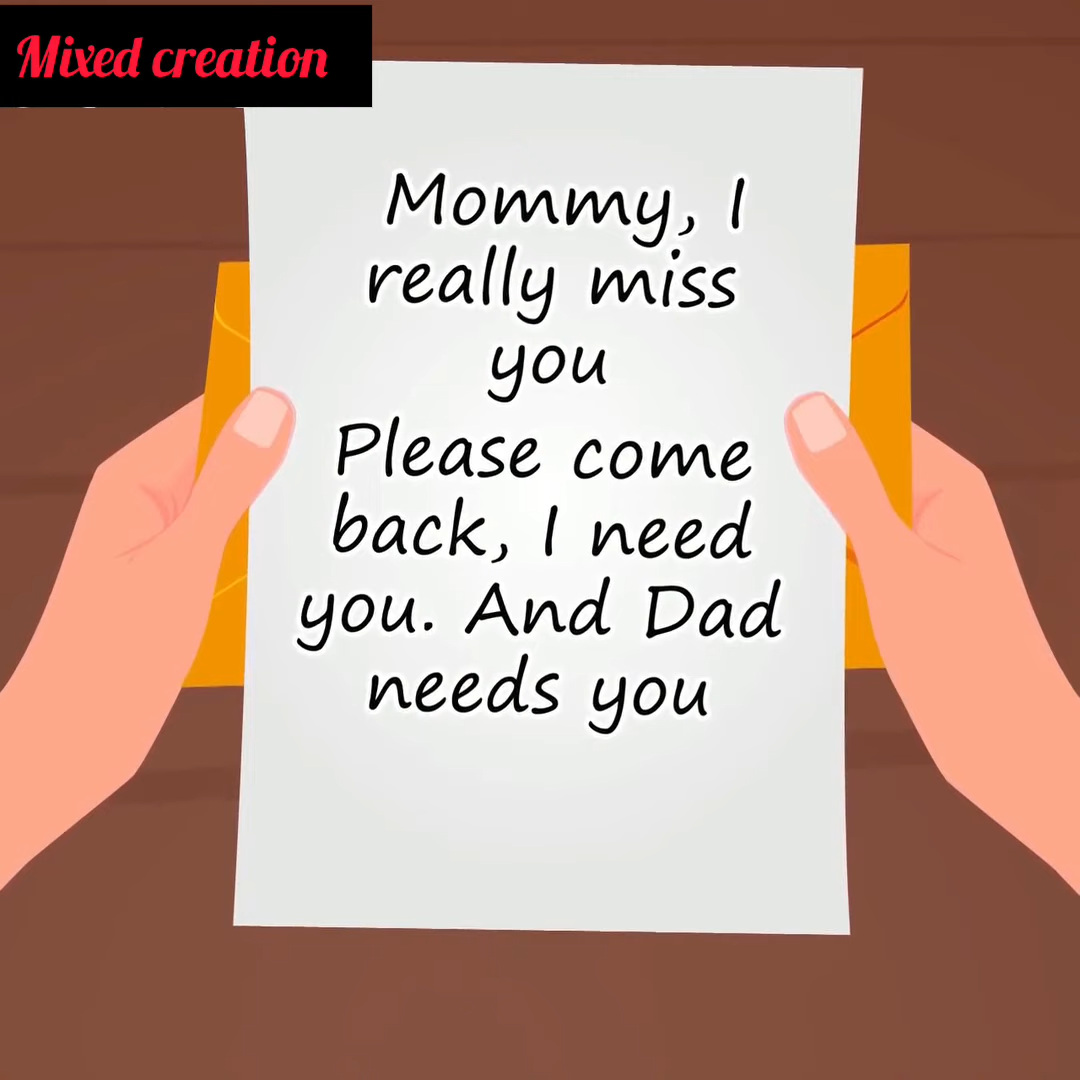 Mixed creation
Mommy, I
really miss
you
Please come
back, I need
you. And Dad
needs you